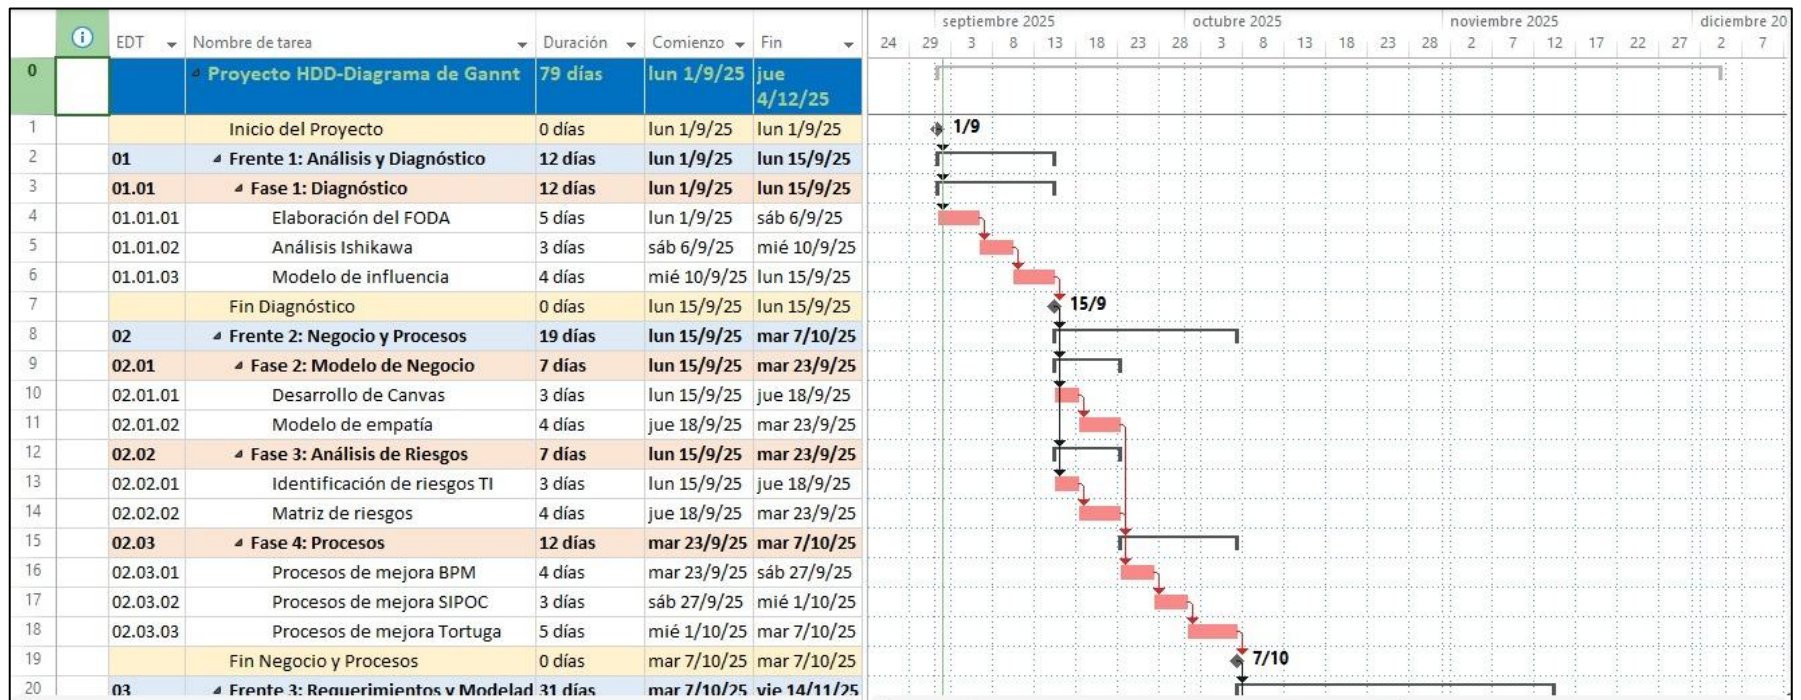 septiembre 2025 octubre 2025 noviembre 2025 diciembre 20
EDT Nombre de tarea Duración Comienzo Fin 24 29 3 8 13 18 23 28 3 8 13 18 23 28 2 7 12 17 22 27 2 7
0 Proyecto HDD-Diagrama de Gannt 79 días lun 1/9/25 jue
4/12/25
1 Inicio del Proyecto 0 días lun 1/9/25 lun 1/9/25 1/9
2 01 Frente 1: Análisis y Diagnóstico 12 días lun 1/9/25 lun 15/9/25
3 01.01 Fase 1: Diagnóstico 12 días lun 1/9/25 lun 15/9/25
4 01.01.01 Elaboración del FODA 5 días lun 1/9/25 sáb 6/9/25
5 01.01.02 Análisis Ishikawa 3 días sáb 6/9/25 mié 10/9/25
6 01.01.03 Modelo de influencia 4 días mié 10/9/25 lun 15/9/25
7 Fin Diagnóstico 0 días lun 15/9/25 lun 15/9/25 15/9
8 02 Frente 2: Negocio y Procesos 19 días lun 15/9/25 mar 7/10/25
9 02.01 Fase 2: Modelo de Negocio 7 días lun 15/9/25 mar 23/9/25
10 02.01.01 Desarrollo de Canvas 3 días lun 15/9/25 jue 18/9/25
11 02.01.02 Modelo de empatía 4 días jue 18/9/25 mar 23/9/25
12 02.02 Fase 3: Análisis de Riesgos 7 días lun 15/9/25 mar 23/9/25
13 02.02.01 Identificación de riesgos TI 3 días lun 15/9/25 jue 18/9/25
14 02.02.02 Matriz de riesgos 4 días jue 18/9/25 mar 23/9/25
15 02.03 Fase 4: Procesos 12 días mar 23/9/25 mar 7/10/25
16 02.03.01 Procesos de mejora BPM 4 días mar 23/9/25 sáb 27/9/25
17 02.03.02 Procesos de mejora SIPOC 3 días sáb 27/9/25 mié 1/10/25
18 02.03.03 Procesos de mejora Tortuga 5 días mié 1/10/25 mar 7/10/25
19 Fin Negocio y Procesos 0 días mar 7/10/25 mar 7/10/25 7/10
20 03 Frente 3: Requerimientos y Modelad 31 días mar 7/10/25 vie 14/11/25